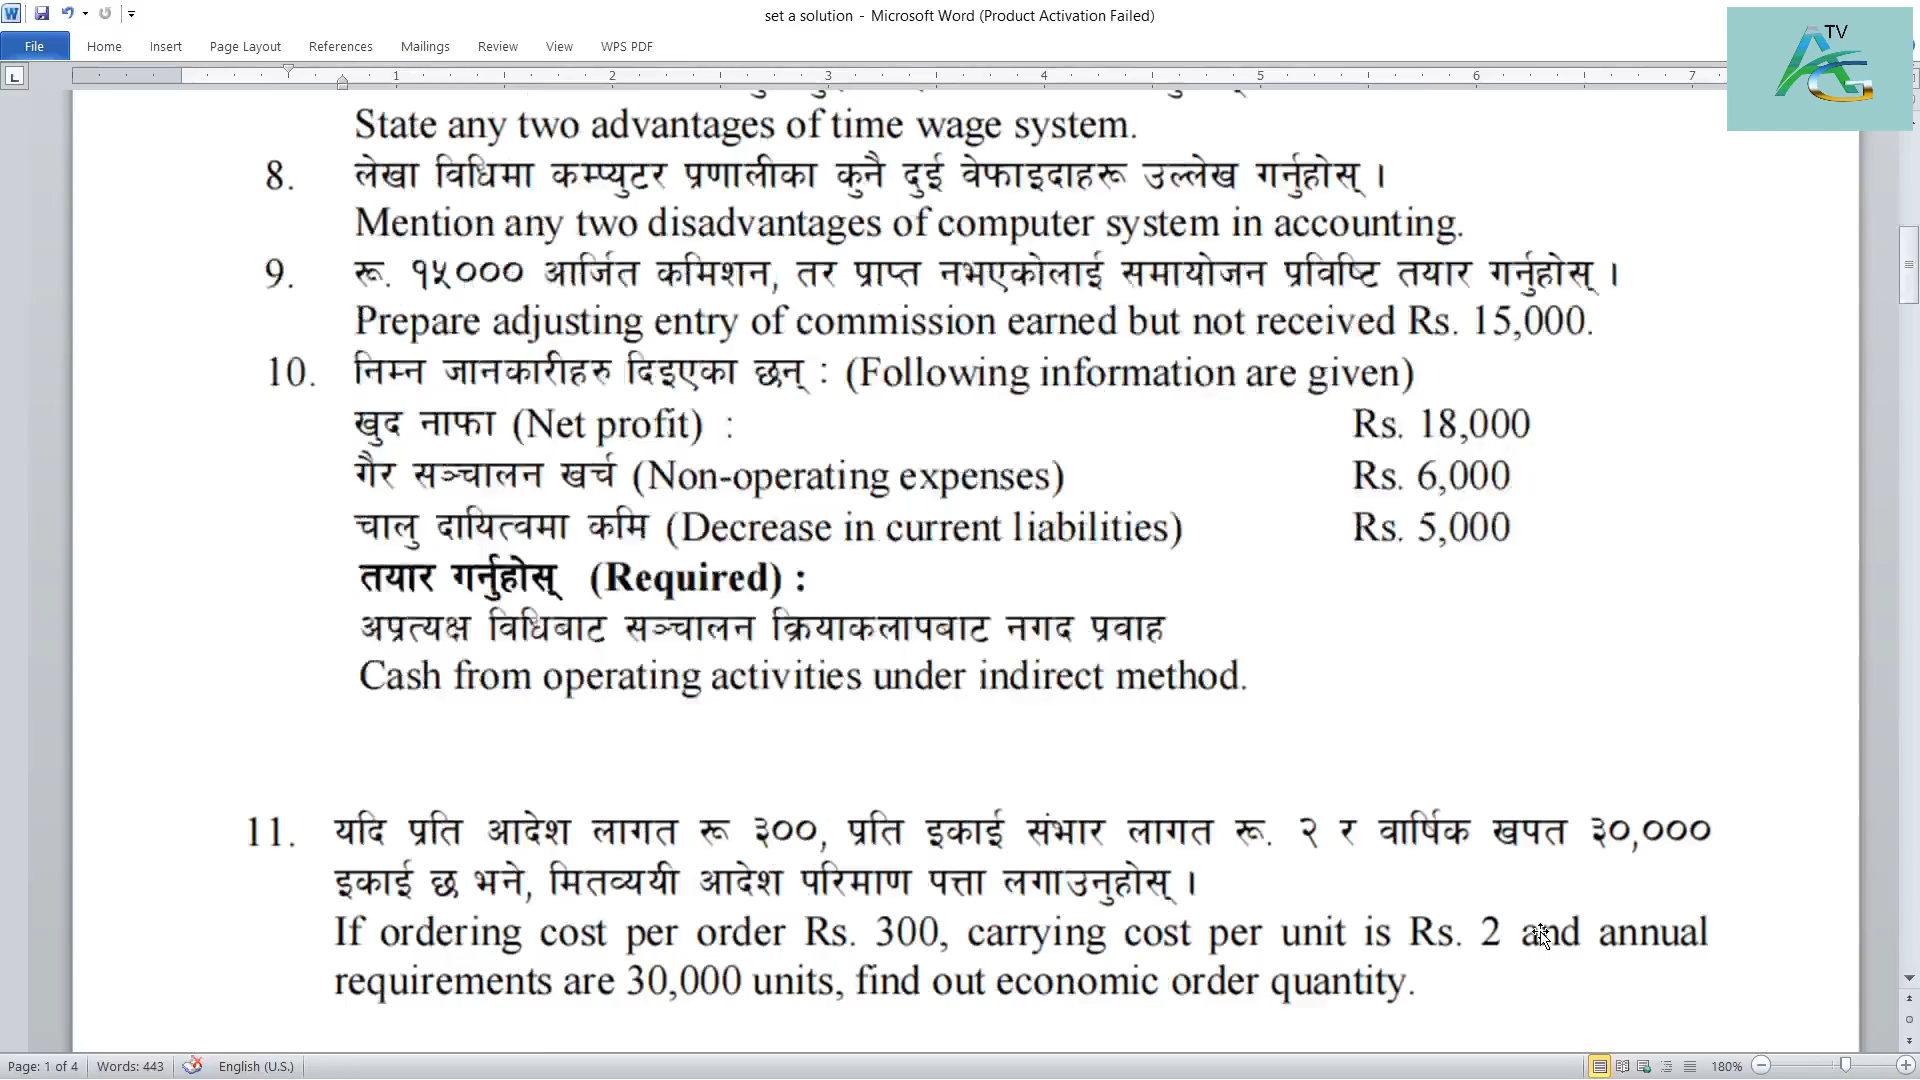 set a solution - Microsoft Word (Product Activation Failed)
TV
File Home Insert Page Layout References Mailings Review View WPS PDF
1 2 3 4 5 6 7
State any two advantages of time wage system.
8. लेखा विधिमा कम्प्युटर प्रणालीका कुनै दुई वेफाइदाहरू उल्लेख गर्नुहोस् ।
Mention any two disadvantages of computer system in accounting.
9. रू. १५००० आर्जित कमिशन, तर प्राप्त नभएकोलाई समायोजन प्रविष्टि तयार गर्नुहोस् ।
Prepare adjusting entry of commission earned but not received Rs. 15,000.
10. निम्न जानकारीहरु दिइएका छन् : (Following information are given)
खुद नाफा (Net profit) : Rs. 18,000
गैर सञ्चालन खर्च (Non-operating expenses) Rs. 6,000
चालु दायित्वमा कमि (Decrease in current liabilities) Rs. 5,000
तयार गर्नुहोस् (Required) :
अप्रत्यक्ष विधिबाट सञ्चालन क्रियाकलापबाट नगद प्रवाह
Cash from operating activities under indirect method.
11. यदि प्रति आदेश लागत रू ३००, प्रति इकाई संभार लागत रू. २ र वार्षिक खपत ३०,०००
इकाई छ भने, मितव्ययी आदेश परिमाण पत्ता लगाउनुहोस् ।
If ordering cost per order Rs. 300, carrying cost per unit is Rs. 2 and annual
requirements are 30,000 units, find out economic order quantity.
Page: 1 of 4 Words: 443 English (U.S.) 180%